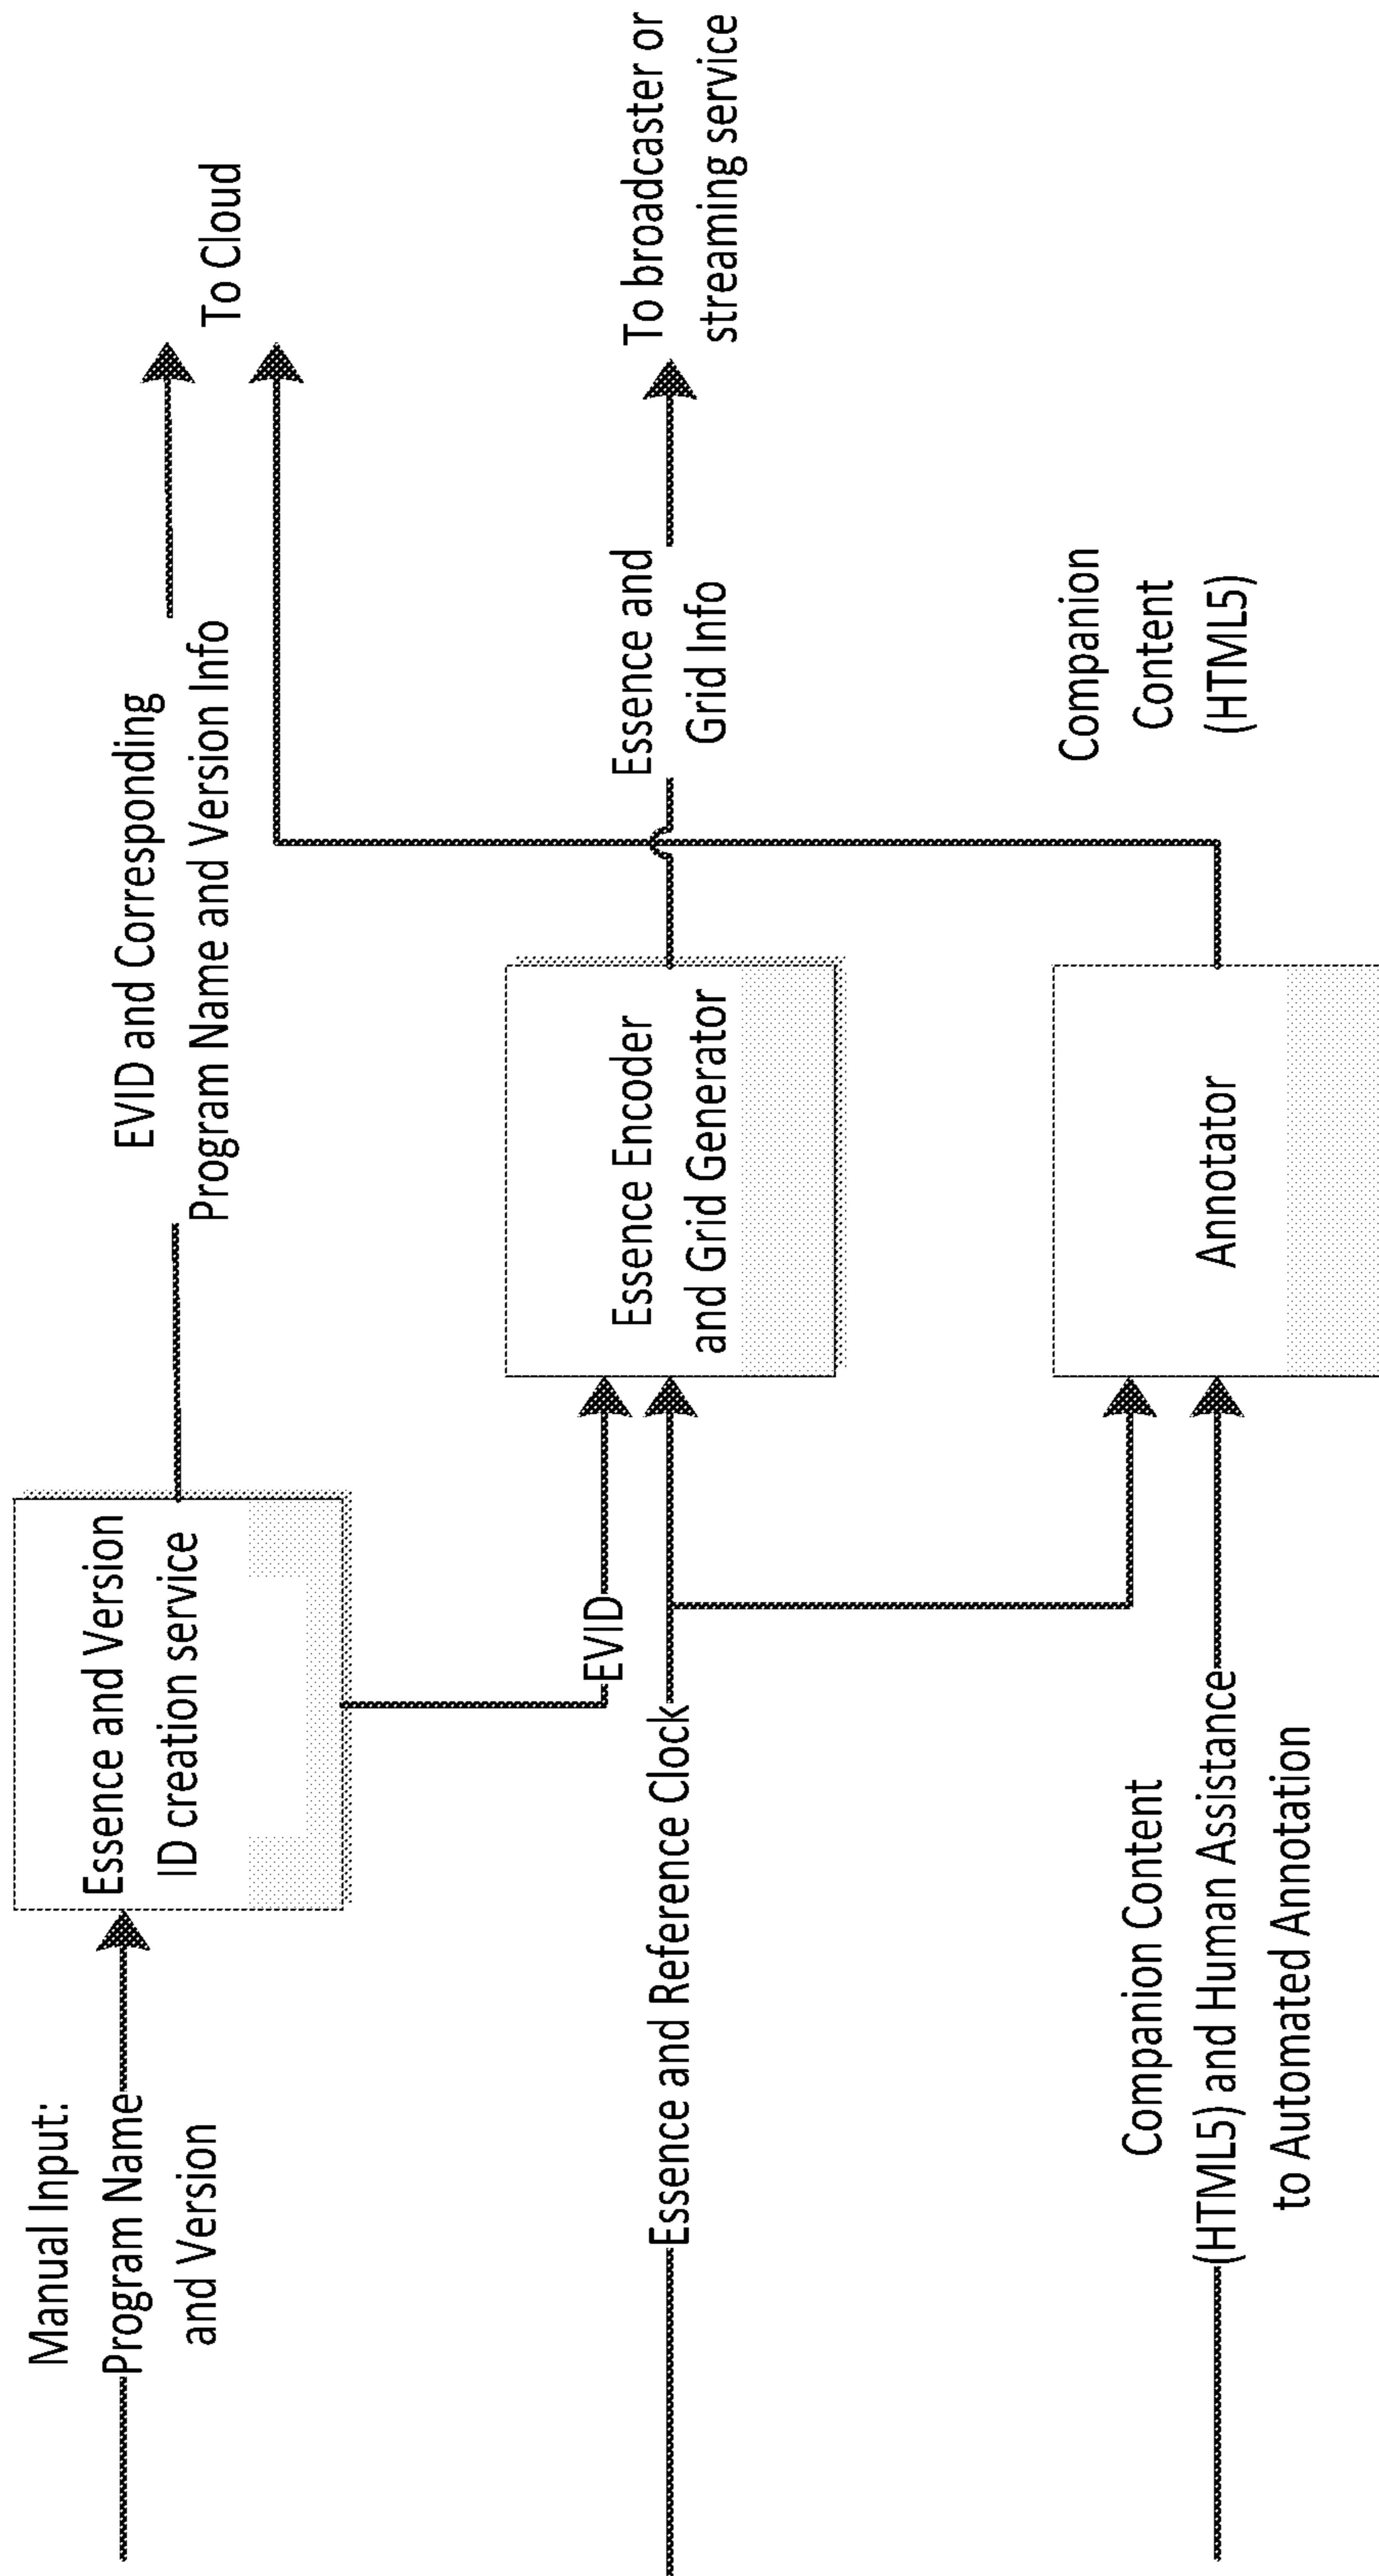 Manual Input:
Program Name
and Version
Essence and Version
ID creation service
EVID and Corresponding
Program Name and Version Info
To Cloud
EVID
Essence and Reference Clock
Essence Encoder
and Grid Generator
Essence and
Grid Info
To broadcaster or
streaming service
Companion Content
(HTML5) and Human Assistance
to Automated Annotation
Annotator
Companion
Content
(HTML5)